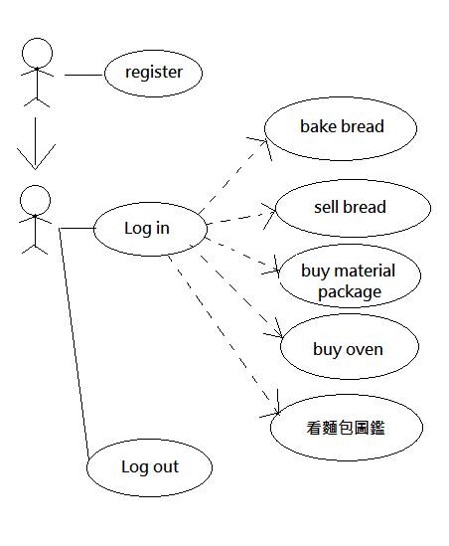 register
bake bread
sell bread
Log in
buy material
package
buy oven
看麵包圖鑑
Log out